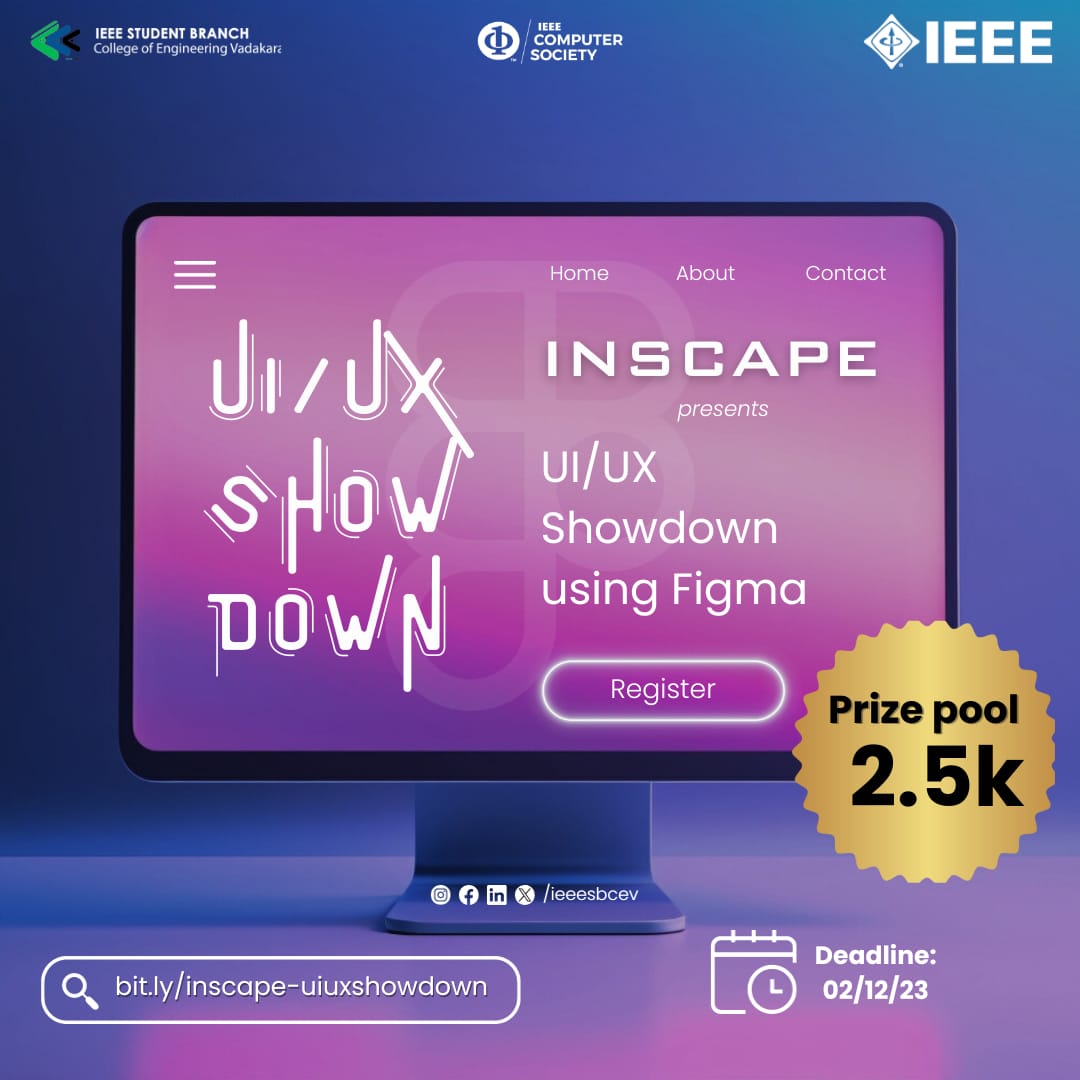 IEEE STUDENT BRANCH
College of Engineering Vadakara
IEEE
COMPUTER
SOCIETY
IEEE
Home About Contact
UI/UX
SHOW
DOWN
INSCAPE
presents
UI/UX
Showdown
using Figma
Register
Prize pool
2.5k
/ieeesbcev
bit.ly/inscape-uiuxshowdown
Deadline:
02/12/23